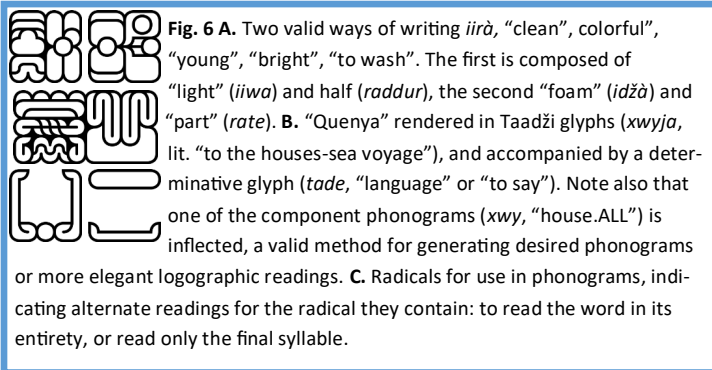 Fig. 6 A. Two valid ways of writing iirà, “clean”, colorful”,
“young”, “bright”, “to wash”. The first is composed of
“light” (iiwa) and half (raddur), the second “foam” (idžà) and
“part” (rate). B. “Quenya” rendered in Taadži glyphs (xwyja,
lit. “to the houses-sea voyage”), and accompanied by a deter-
minative glyph (tade, “language” or “to say”). Note also that
one of the component phonograms (xwy, “house.ALL”) is
inflected, a valid method for generating desired phonograms
or more elegant logographic readings. C. Radicals for use in phonograms, indi-
cating alternate readings for the radical they contain: to read the word in its
entirety, or read only the final syllable.